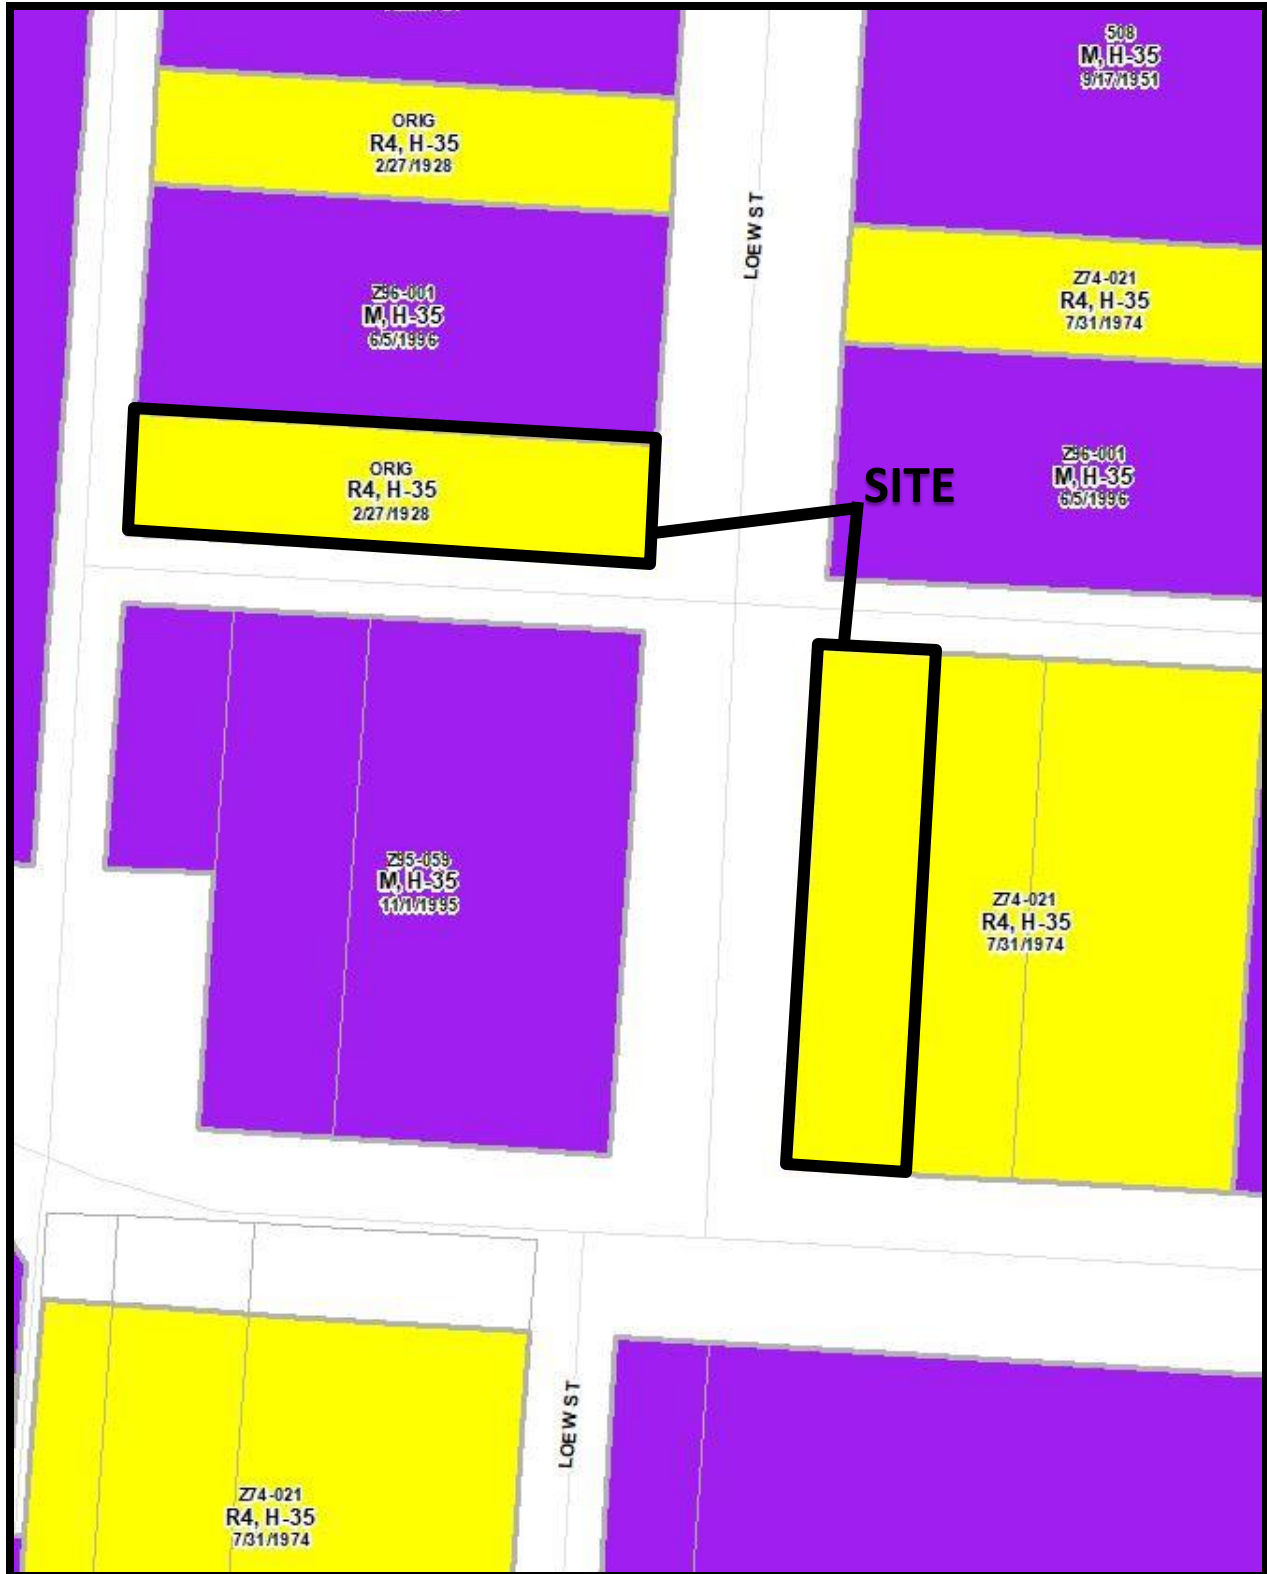 508
M, H-35
9/17/1951
ORIG
R4, H-35
2/27/1928
LOEW ST
Z74-021
R4, H-35
7/31/1974
Z96-001
M, H-35
6/5/1996
ORIG
R4, H-35
2/27/1928
SITE
Z96-001
M, H-35
6/5/1996
Z95-059
M, H-35
11/1/1995
Z74-021
R4, H-35
7/31/1974
LOEW ST
Z74-021
R4, H-35
7/31/1974